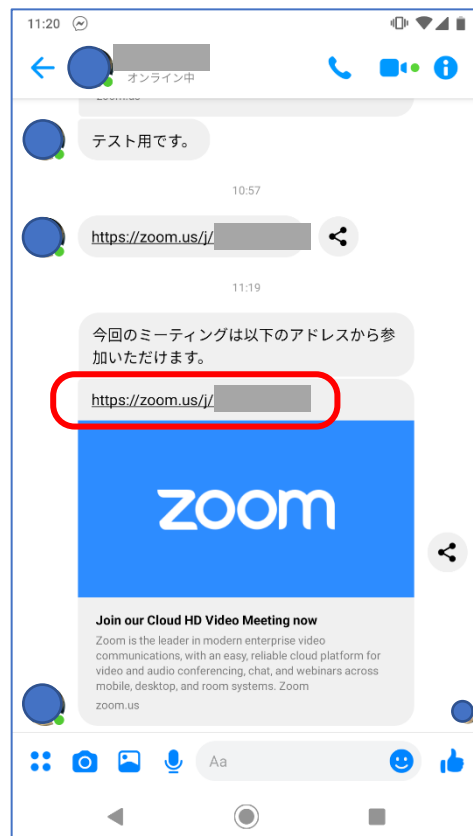 11:20
オンライン中
テスト用です。
10:57
https://zoom.us/j/
11:19
今回のミーティングは以下のアドレスから参
加いただけます。
https://zoom.us/j/
zoom
Join our Cloud HD Video Meeting now
Zoom is the leader in modern enterprise video
communications, with an easy, reliable cloud platform for
video and audio conferencing, chat, and webinars across
mobile, desktop, and room systems. Zoom
zoom.us
Aa